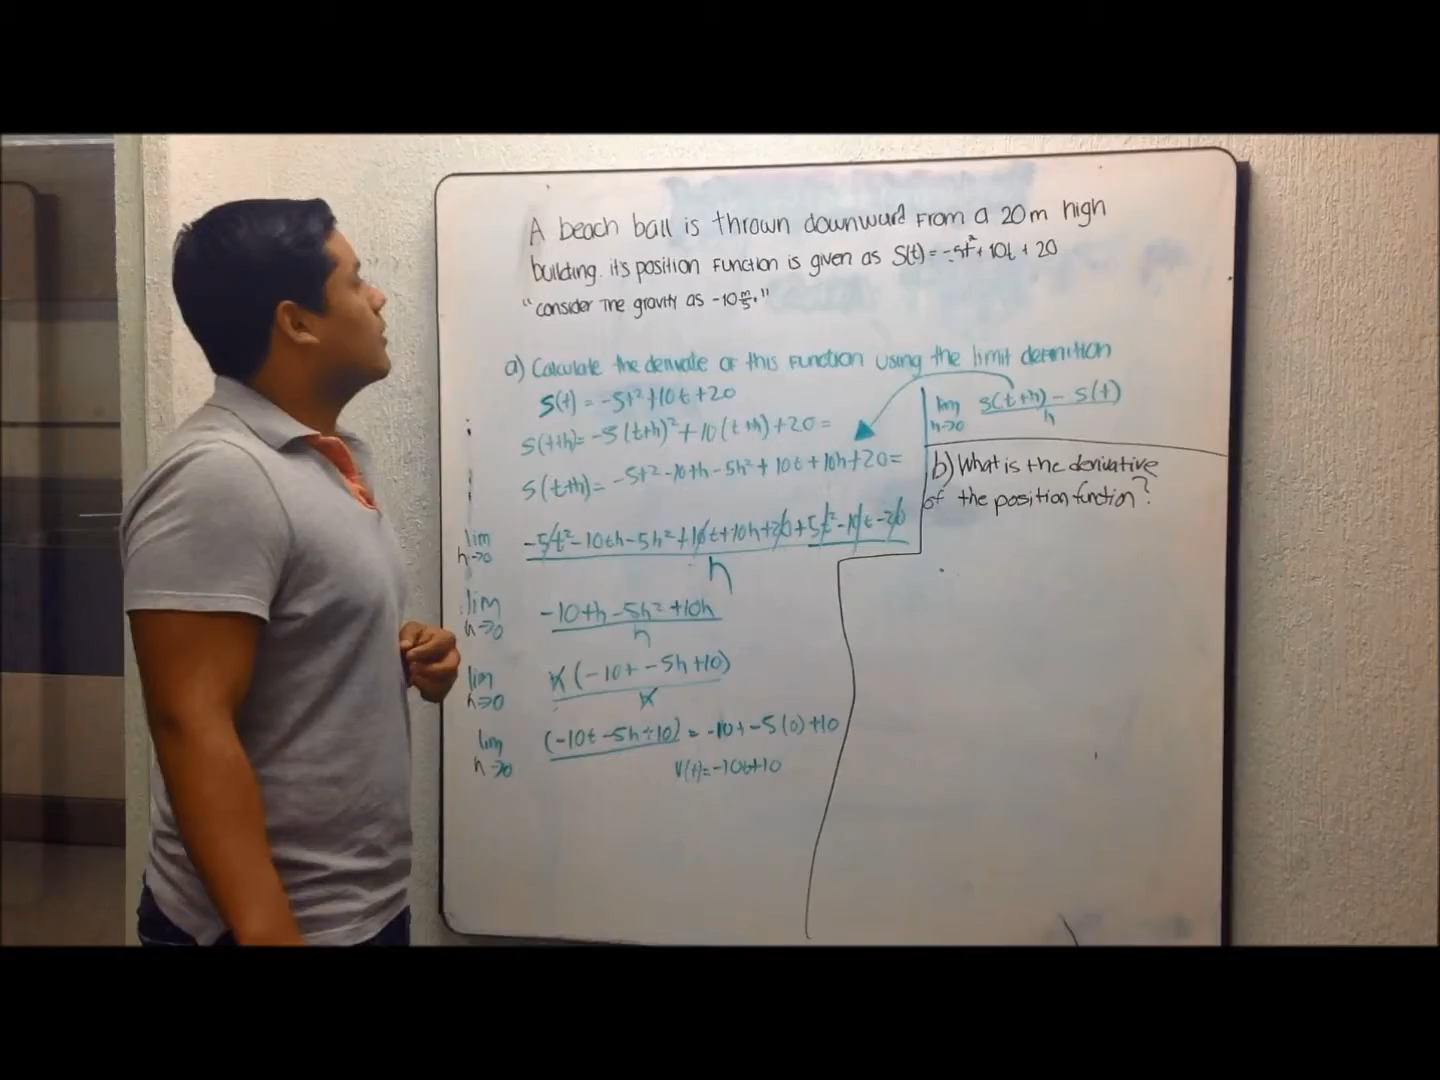 A beach ball is thrown downward from a 20m high
building. it's position function is given as S(t) = -5t² + 10t + 20
"consider the gravity as -10 m/s."
a) Calculate the derivate of this function using the limit definition
S(t) = -5t² + 10t + 20
S(t+h) = -5(t+h)² + 10(t+h) + 20 =
S(t+h) = -5t² - 10th - 5h² + 10t + 10h + 20 =
lim h→0 -5t² - 10th - 5h² + 10t + 10h + 20 + 5t² - 10t - 20 / h
lim h→0 -10th - 5h² + 10h / h
lim h→0 h(-10t - 5h + 10) / h
lim h→0 (-10t - 5h + 10) = -10t - 5(0) + 10
V(t) = -10t + 10
lim h→0 s(t+h) - s(t) / h
b) What is the derivative
of the position function?